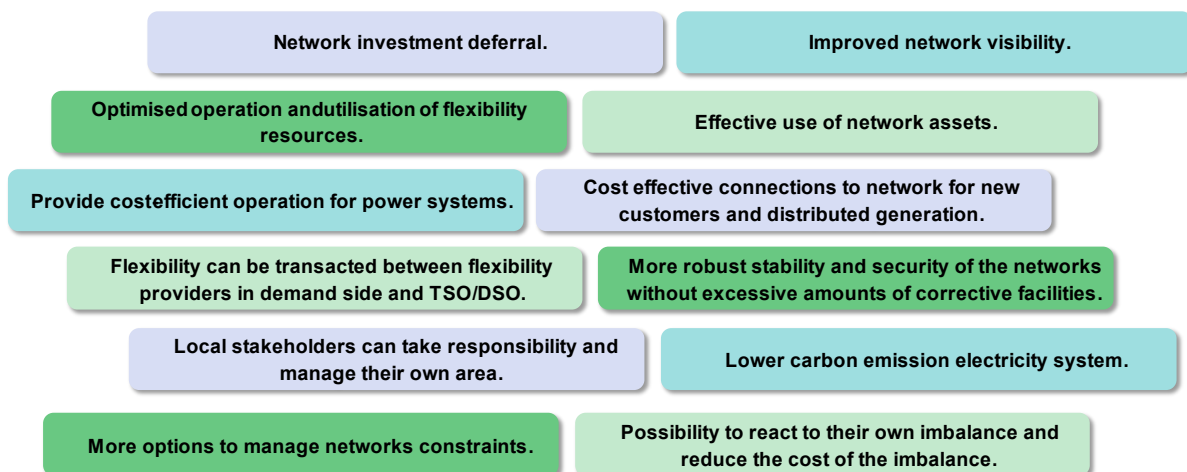 Network investment deferral.
Improved network visibility.
Optimised operation andutilisation of flexibility
resources.
Effective use of network assets.
Provide costefficient operation for power systems.
Cost effective connections to network for new
customers and distributed generation.
Flexibility can be transacted between flexibility
providers in demand side and TSO/DSO.
More robust stability and security of the networks
without excessive amounts of corrective facilities.
Local stakeholders can take responsibility and
manage their own area.
Lower carbon emission electricity system.
More options to manage networks constraints.
Possibility to react to their own imbalance and
reduce the cost of the imbalance.